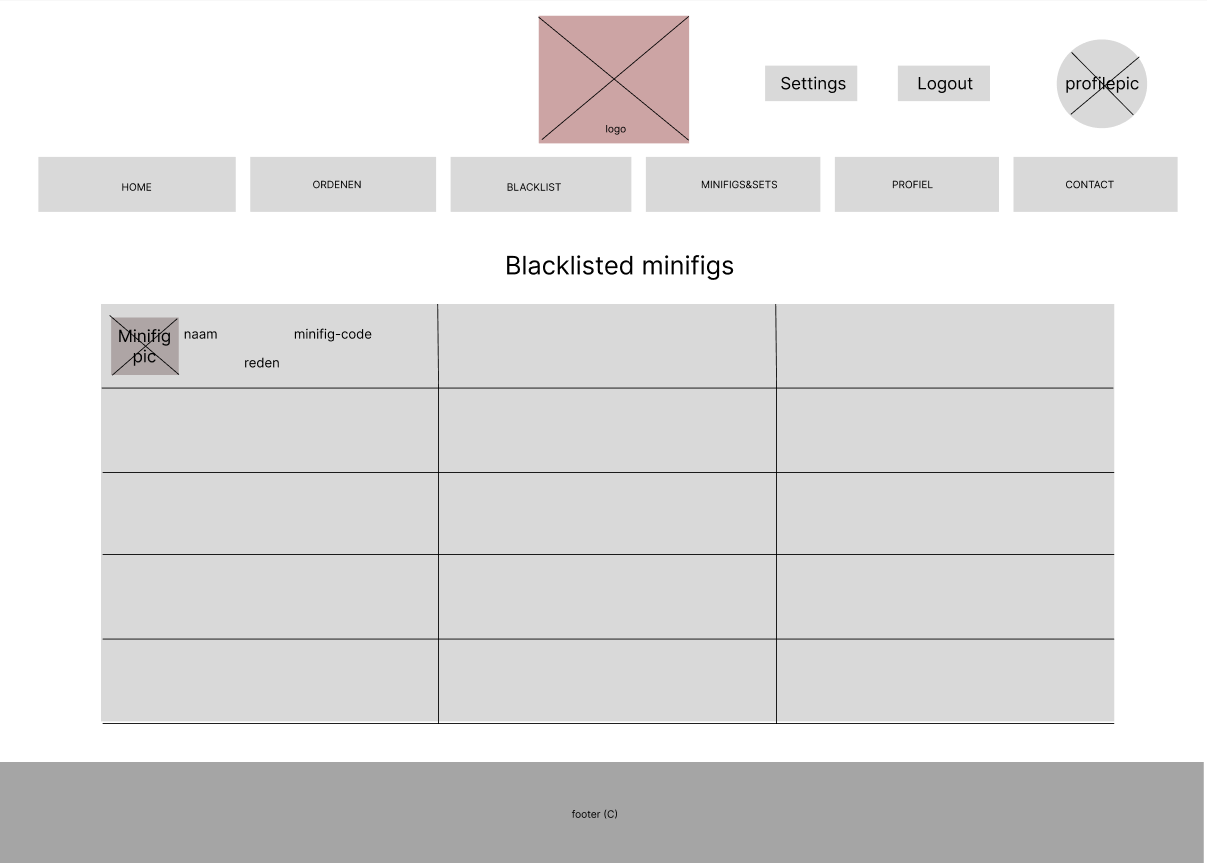 Settings
Logout
profilepic
logo
HOME
ORDENEN
BLACKLIST
MINIFIGS&SETS
PROFIEL
CONTACT
Blacklisted minifigs
Minifig
pic
naam
minifig-code
reden
footer (C)